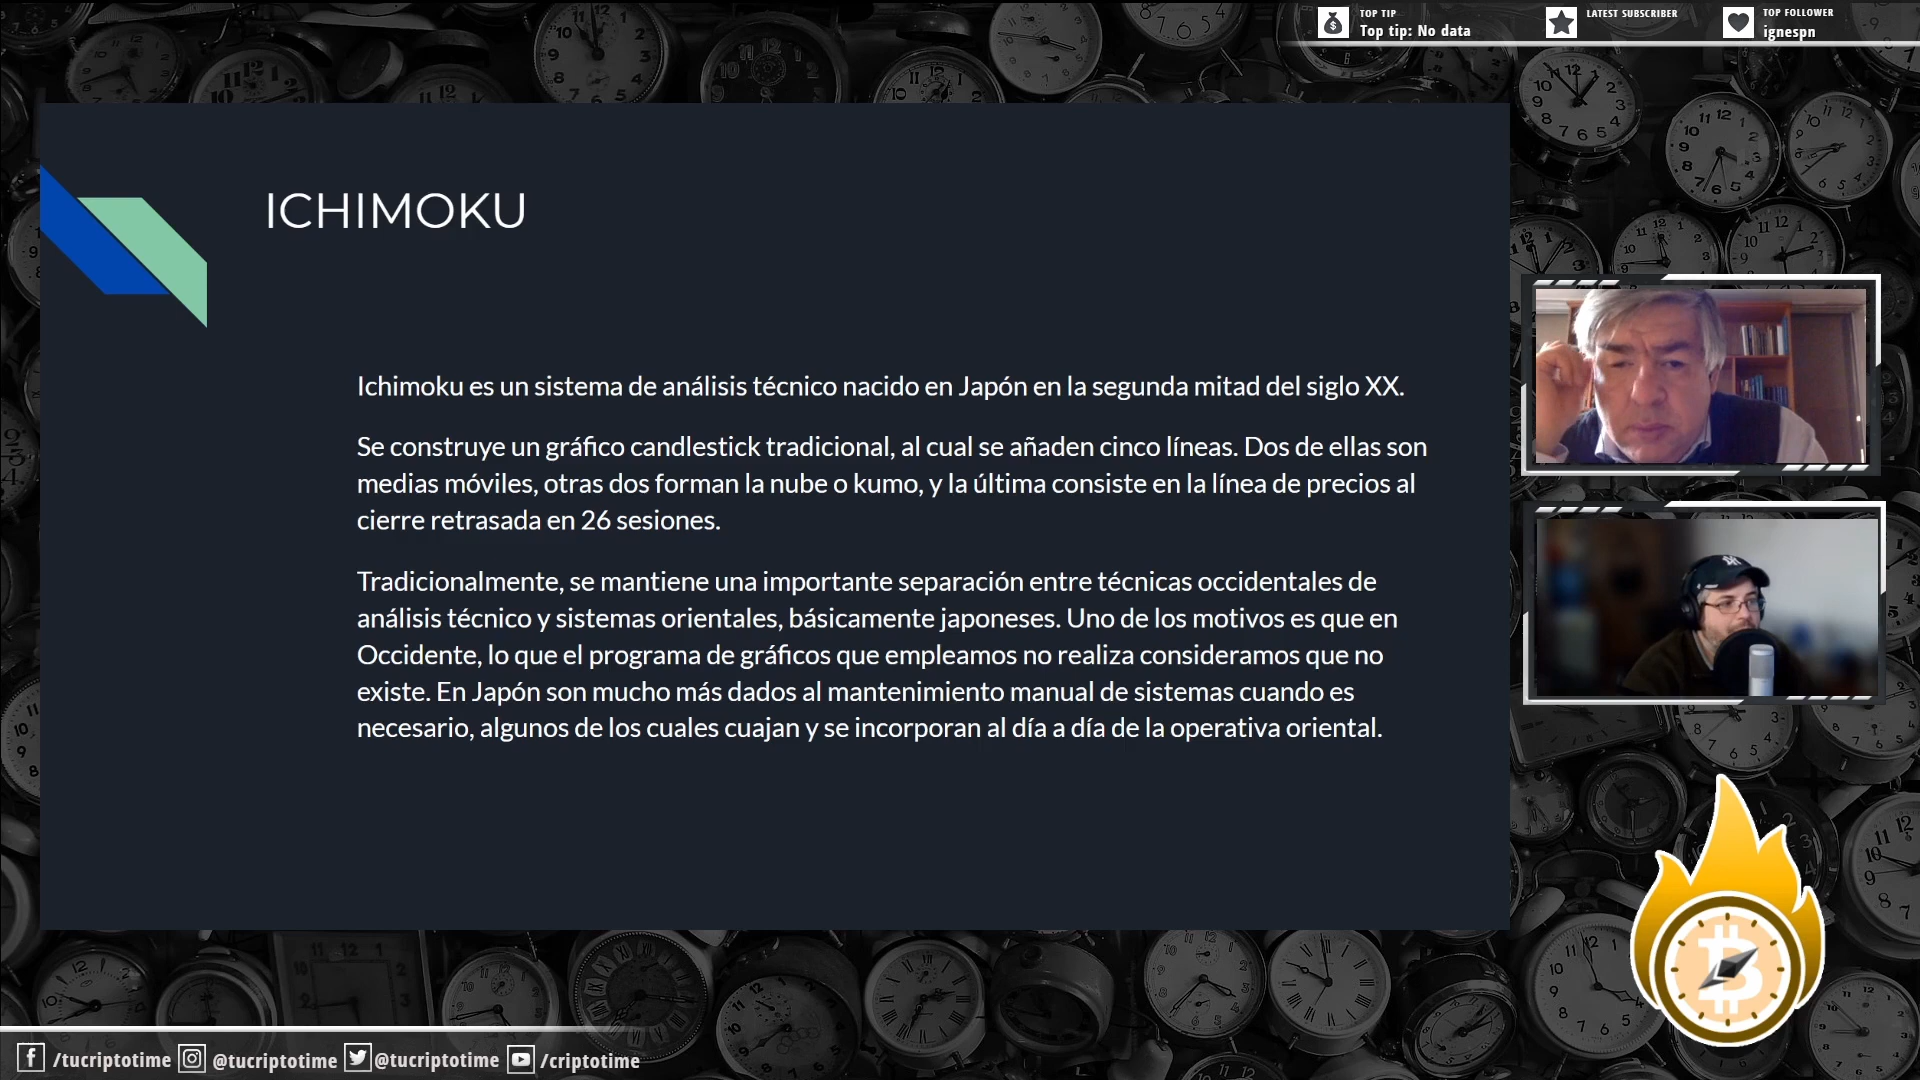 TOP TIP
Top tip: No data
LATEST SUBSCRIBER
TOP FOLLOWER
ignespn
ICHIMOKU
Ichimoku es un sistema de análisis técnico nacido en Japón en la segunda mitad del siglo XX.
Se construye un gráfico candlestick tradicional, al cual se añaden cinco líneas. Dos de ellas son
medias móviles, otras dos forman la nube o kumo, y la última consiste en la línea de precios al
cierre retrasada en 26 sesiones.
Tradicionalmente, se mantiene una importante separación entre técnicas occidentales de
análisis técnico y sistemas orientales, básicamente japoneses. Uno de los motivos es que en
Occidente, lo que el programa de gráficos que empleamos no realiza consideramos que no
existe. En Japón son mucho más dados al mantenimiento manual de sistemas cuando es
necesario, algunos de los cuales cuajan y se incorporan al día a día de la operativa oriental.
/tucriptotime @tucriptotime @tucriptotime /criptotime